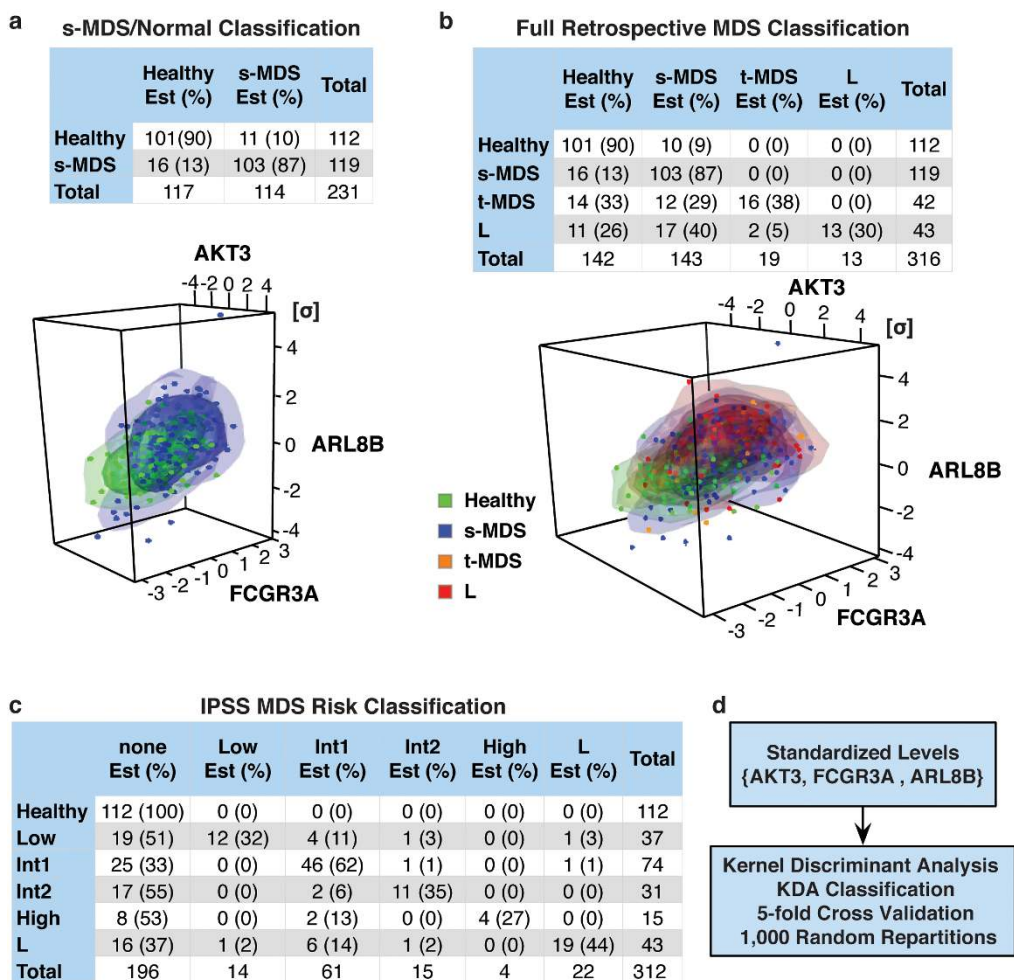 a
s-MDS/Normal Classification
Healthy Est (%) s-MDS Est (%) Total
Healthy 101(90) 11 (10) 112
s-MDS 16 (13) 103 (87) 119
Total 117 114 231
AKT3
-4 -2 0 2 4
[σ]
4
2
0
-2
-4
ARL8B
-3 -2 -1 0 1 2 3
FCGR3A
b
Full Retrospective MDS Classification
Healthy Est (%) s-MDS Est (%) t-MDS Est (%) L Est (%) Total
Healthy 101 (90) 10 (9) 0 (0) 0 (0) 112
s-MDS 16 (13) 103 (87) 0 (0) 0 (0) 119
t-MDS 14 (33) 12 (29) 16 (38) 0 (0) 42
L 11 (26) 17 (40) 2 (5) 13 (30) 43
Total 142 143 19 13 316
AKT3
-4 -2 0 2 4
[σ]
4
2
0
-2
-4
ARL8B
-3 -2 -1 0 1 2 3
FCGR3A
Healthy
s-MDS
t-MDS
L
c
IPSS MDS Risk Classification
none Est (%) Low Est (%) Int1 Est (%) Int2 Est (%) High Est (%) L Est (%) Total
Healthy 112 (100) 0 (0) 0 (0) 0 (0) 0 (0) 0 (0) 112
Low 19 (51) 12 (32) 4 (11) 1 (3) 0 (0) 1 (3) 37
Int1 25 (33) 0 (0) 46 (62) 1 (1) 0 (0) 1 (1) 74
Int2 17 (55) 0 (0) 2 (6) 11 (35) 0 (0) 0 (0) 31
High 8 (53) 0 (0) 2 (13) 0 (0) 4 (27) 0 (0) 15
L 16 (37) 1 (2) 6 (14) 1 (2) 0 (0) 19 (44) 43
Total 196 14 61 15 4 22 312
d
Standardized Levels
{AKT3, FCGR3A , ARL8B}
Kernel Discriminant Analysis
KDA Classification
5-fold Cross Validation
1,000 Random Repartitions